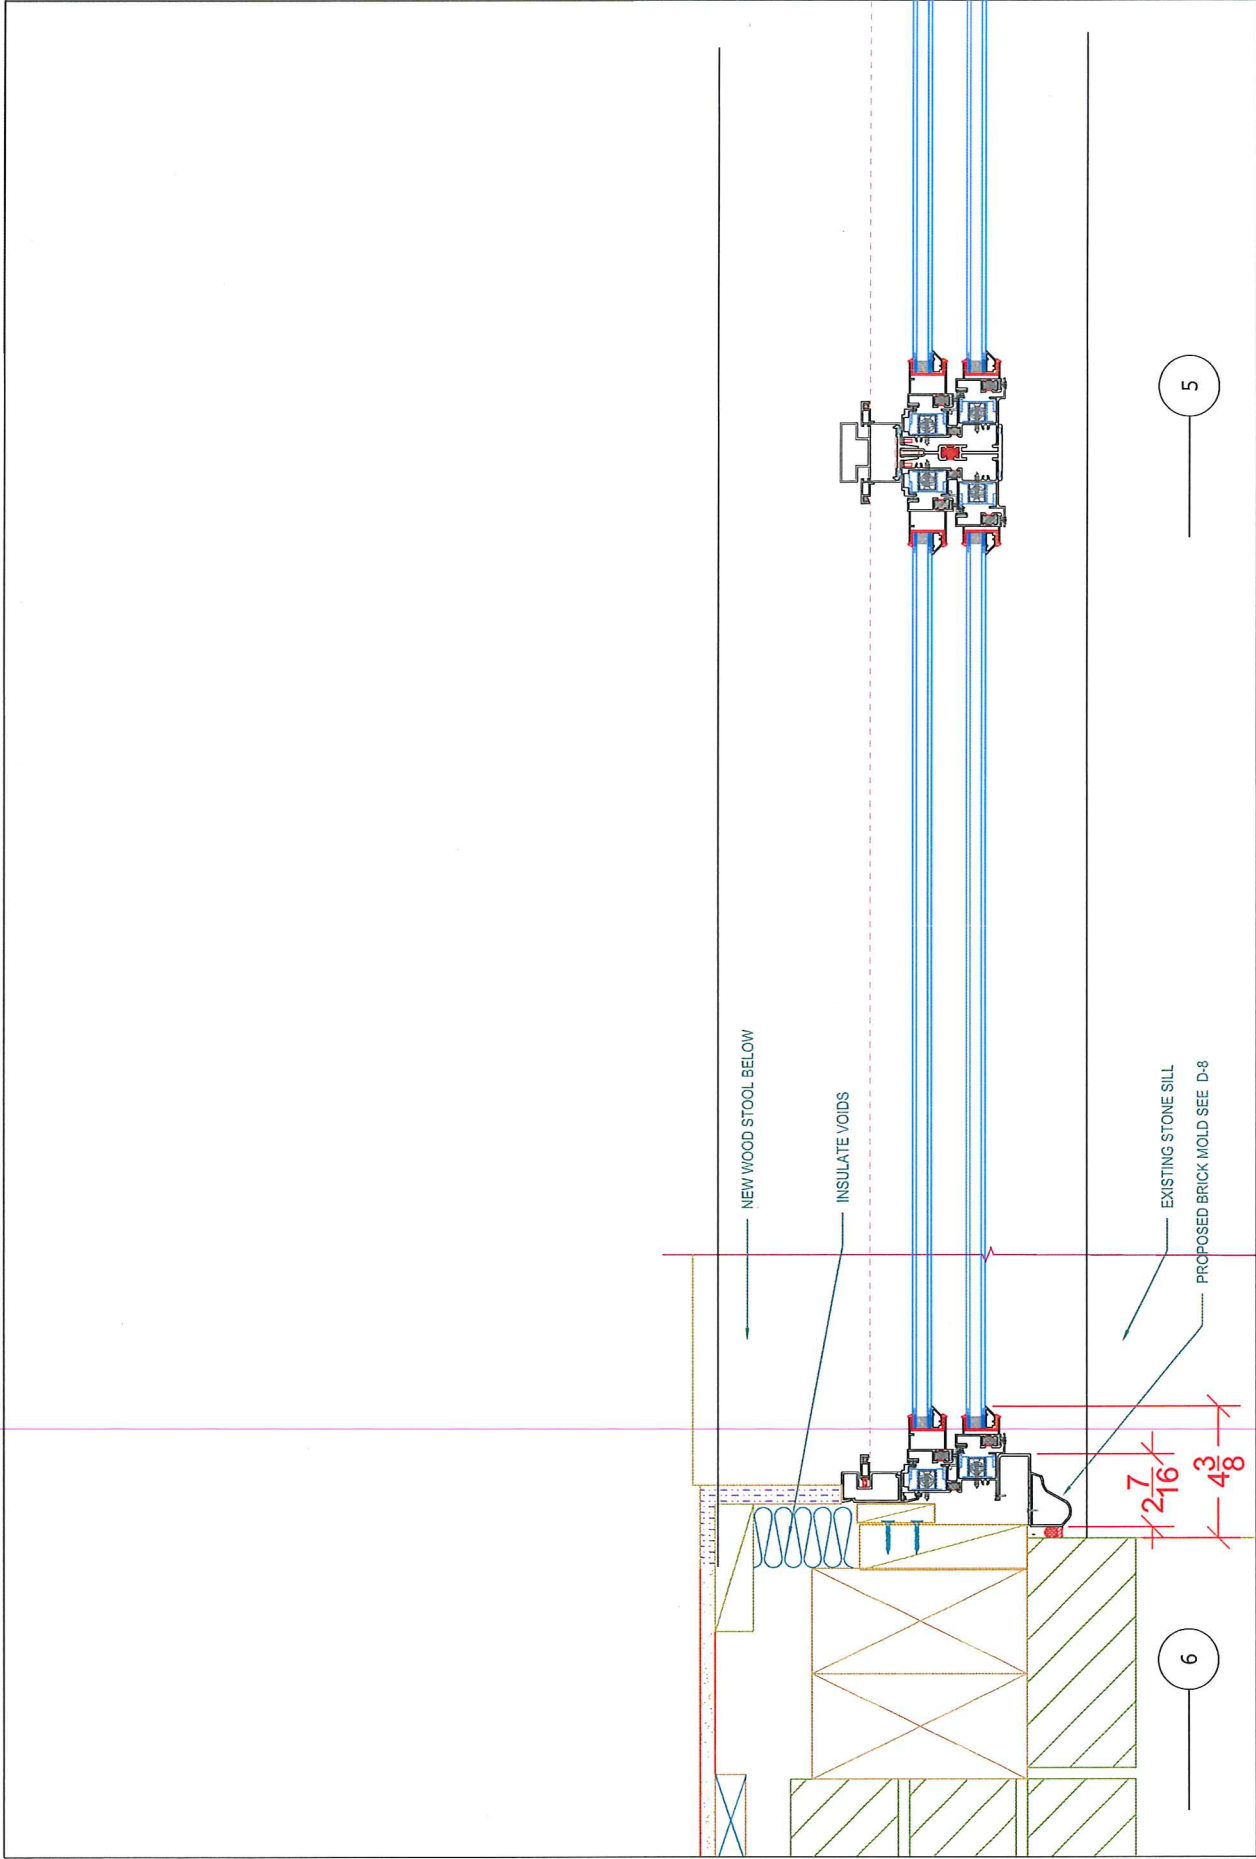 NEW WOOD STOOL BELOW
INSULATE VOIDS
EXISTING STONE SILL
PROPOSED BRICK MOLD SEE D-8
2 7/16
4 3/8
6
5